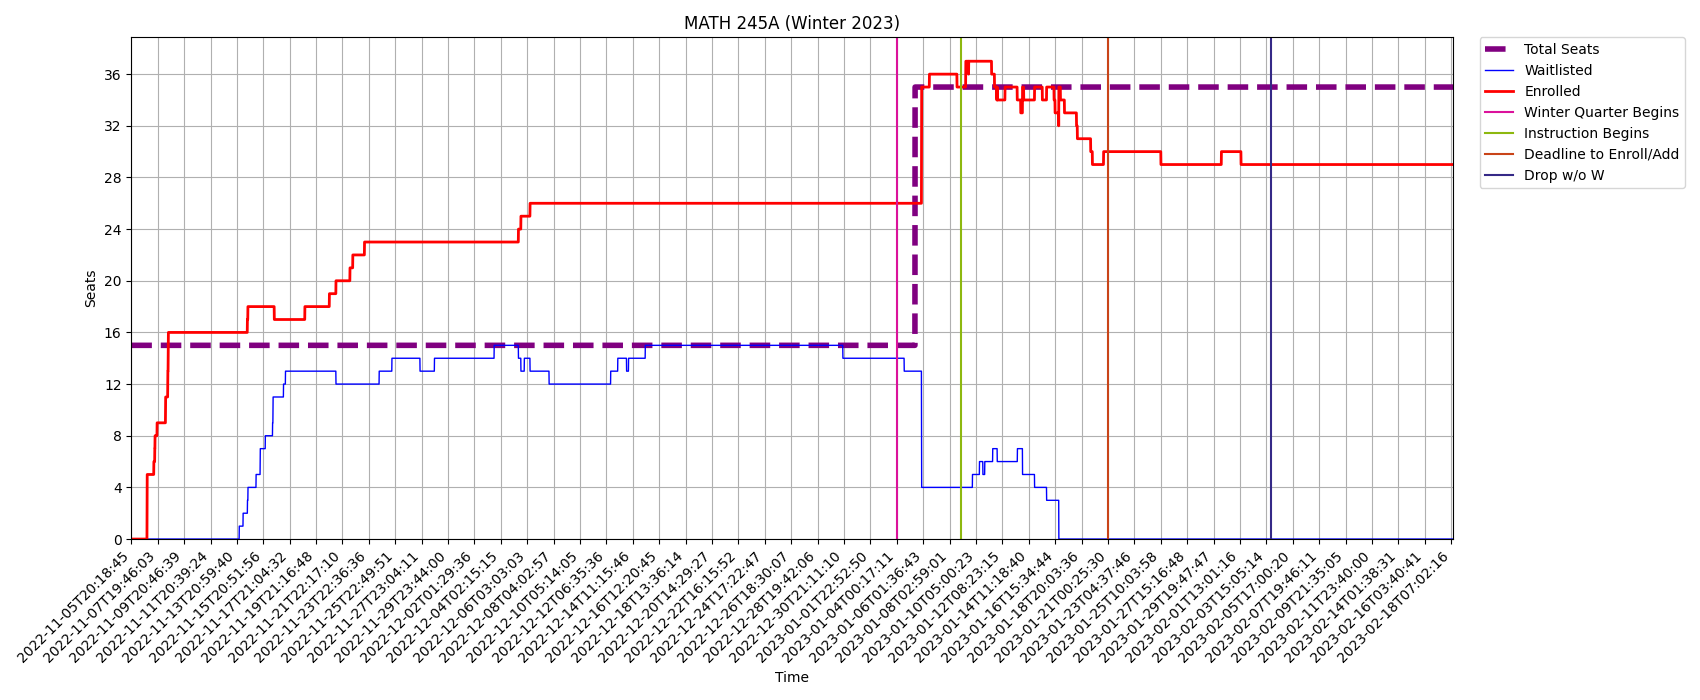 MATH 245A (Winter 2023)
Total Seats
Waitlisted
Enrolled
Winter Quarter Begins
Instruction Begins
Deadline to Enroll/Add
Drop w/o W
Seats
36
32
28
24
20
16
12
8
4
0
2022-11-05T20:18:45
2022-11-07T19:46:03
2022-11-09T20:46:39
2022-11-11T20:39:24
2022-11-13T20:59:40
2022-11-15T20:51:56
2022-11-17T21:04:32
2022-11-19T21:16:48
2022-11-21T22:17:10
2022-11-23T22:36:36
2022-11-25T22:49:51
2022-11-27T23:04:11
2022-11-29T23:44:00
2022-12-02T01:29:36
2022-12-04T02:15:15
2022-12-06T03:03:03
2022-12-08T04:02:57
2022-12-10T05:14:05
2022-12-12T06:35:36
2022-12-14T11:15:46
2022-12-16T12:20:45
2022-12-18T13:36:14
2022-12-20T14:29:27
2022-12-22T16:15:52
2022-12-24T17:22:47
2022-12-26T18:30:07
2022-12-28T19:42:06
2022-12-30T21:11:10
2023-01-01T22:52:50
2023-01-04T00:17:11
2023-01-06T01:36:43
2023-01-08T02:59:01
2023-01-10T05:00:23
2023-01-12T08:23:15
2023-01-14T11:18:40
2023-01-16T15:34:44
2023-01-18T20:03:36
2023-01-21T00:25:30
2023-01-23T04:37:46
2023-01-25T10:03:58
2023-01-27T15:16:48
2023-01-29T19:47:47
2023-02-01T13:01:16
2023-02-03T15:05:14
2023-02-05T17:00:20
2023-02-07T19:46:11
2023-02-09T21:35:05
2023-02-11T23:40:00
2023-02-14T01:38:31
2023-02-16T03:40:41
2023-02-18T07:02:16
Time